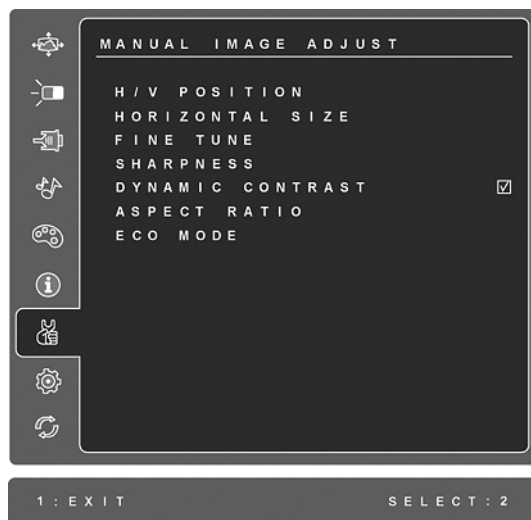 MANUAL IMAGE ADJUST
H/V POSITION
HORIZONTAL SIZE
FINE TUNE
SHARPNESS
DYNAMIC CONTRAST
ASPECT RATIO
ECO MODE
1:EXIT SELECT:2